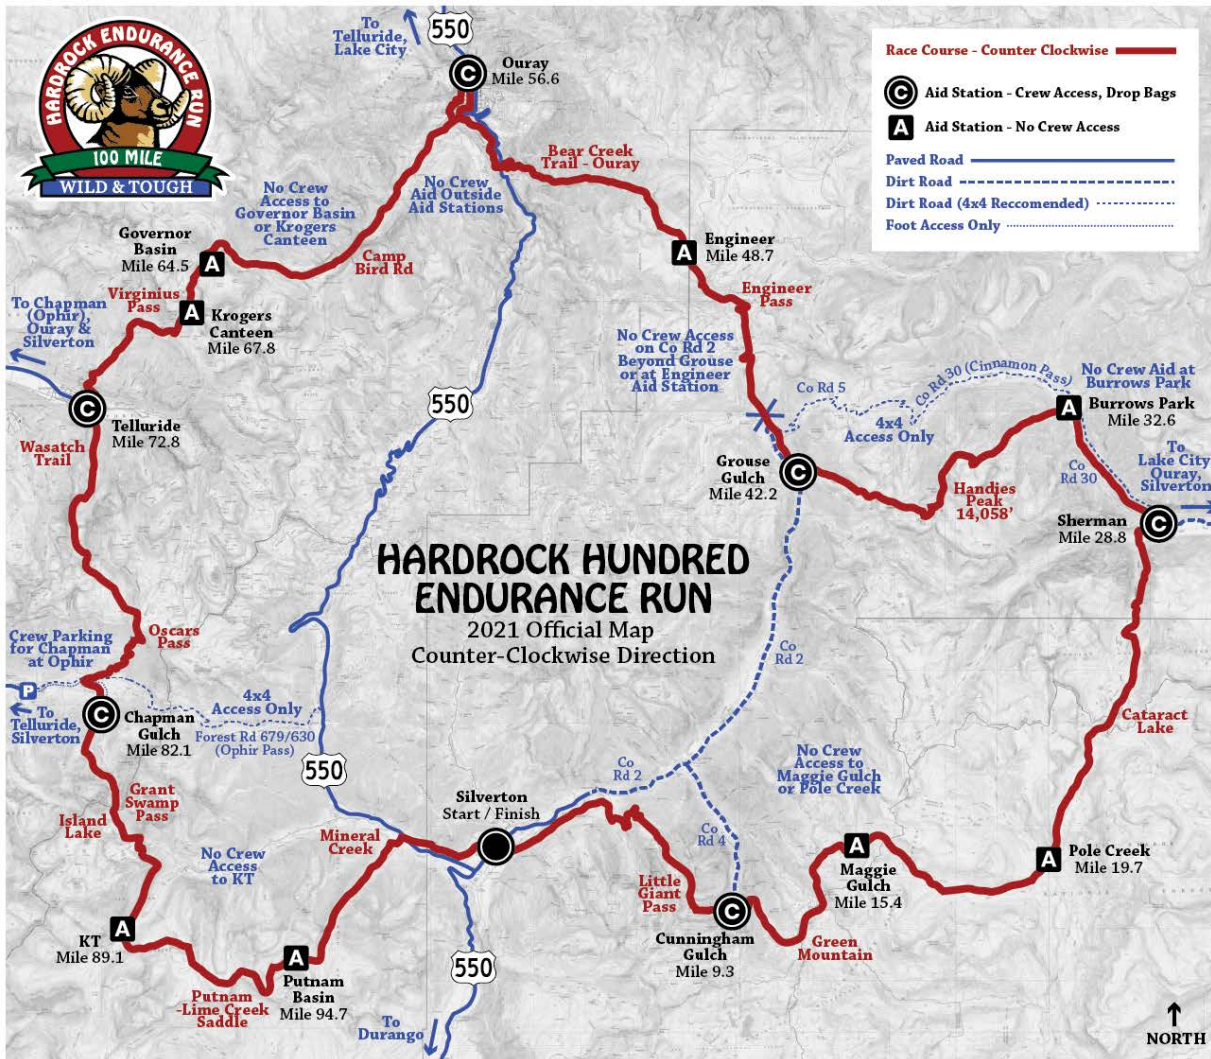 HARDROCK ENDURANCE RUN
100 MILE
WILD & TOUGH
To
Telluride,
Lake City
550
Ouray
Mile 56.6
Race Course - Counter Clockwise
Aid Station - Crew Access, Drop Bags
Aid Station - No Crew Access
Paved Road
Dirt Road
Dirt Road (4x4 Reccomended)
Foot Access Only
C
A
C
Bear Creek
Trail - Ouray
No Crew
Access to
Governor Basin
or Krogers
Canteen
No Crew
Aid Outside
Aid Stations
Governor
Basin
Mile 64.5
A
Camp
Bird Rd
A
Engineer
Mile 48.7
Engineer
Pass
Virginius
Pass
A
Krogers
Canteen
Mile 67.8
To Chapman
(Ophir),
Ouray &
Silverton
No Crew Access
on Co Rd 2
Beyond Grouse
or at Engineer
Aid Station
Co Rd 5
Co Rd 30 (Cinnamon Pass)
4x4
Access Only
No Crew Aid at
Burrows Park
A
Burrows Park
Mile 32.6
550
C
Telluride
Mile 72.8
Wasatch
Trail
Grouse
Gulch
Mile 42.2
C
Handies
Peak
14,058'
Co
Rd 30
To
Lake City
Ouray,
Silverton
Sherman
Mile 28.8
C
HARDROCK HUNDRED
ENDURANCE RUN
2021 Official Map
Counter-Clockwise Direction
Co
Rd 2
Oscars
Pass
Crew Parking
for Chapman
at Ophir
P
To
Telluride,
Silverton
C
Chapman
Gulch
Mile 82.1
4x4
Access Only
Forest Rd 679/630
(Ophir Pass)
550
Cataract
Lake
No Crew
Access to
Maggie Gulch
or Pole Creek
Co
Rd 2
Co
Rd 4
Grant
Swamp
Pass
Island
Lake
Silverton
Start / Finish
Mineral
Creek
No Crew
Access
to KT
A
Maggie
Gulch
Mile 15.4
A
Pole Creek
Mile 19.7
Little
Giant
Pass
C
Cunningham
Gulch
Mile 9.3
Green
Mountain
A
KT
Mile 89.1
A
Putnam
Basin
Mile 94.7
Putnam
-Lime Creek
Saddle
550
To
Durango
NORTH